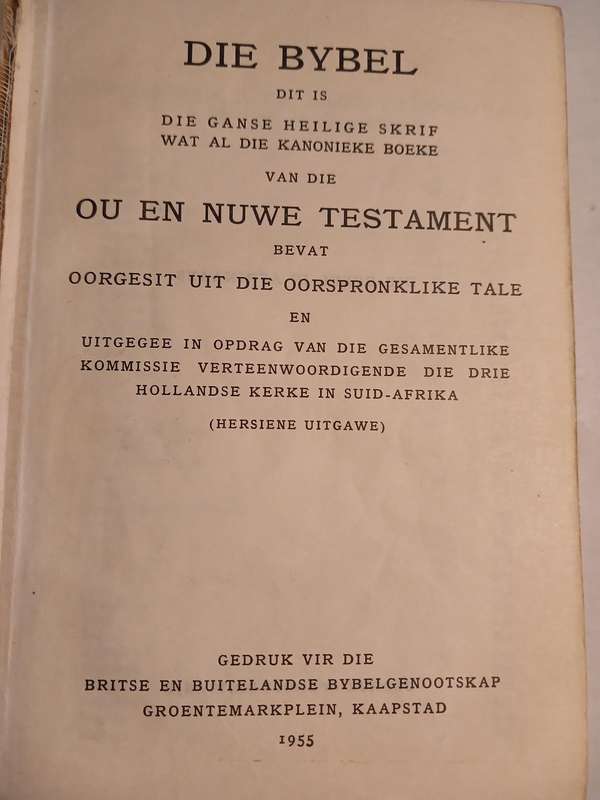 DIE BYBEL
DIT IS
DIE GANSE HEILIGE SKRIF
WAT AL DIE KANONIEKE BOEKE
VAN DIE
OU EN NUWE TESTAMENT
BEVAT
OORGESIT UIT DIE OORSPRONKLIKE TALE
EN
UITGEGEE IN OPDRAG VAN DIE GESAMENTLIKE
KOMMISSIE VERTEENWOORDIGENDE DIE DRIE
HOLLANDSE KERKE IN SUID-AFRIKA
(HERSIENE UITGAWE)
GEDRUK VIR DIE
BRITSE EN BUITELANDSE BYBELGENOOTSKAP
GROENTEMARKPLEIN, KAAPSTAD
1955